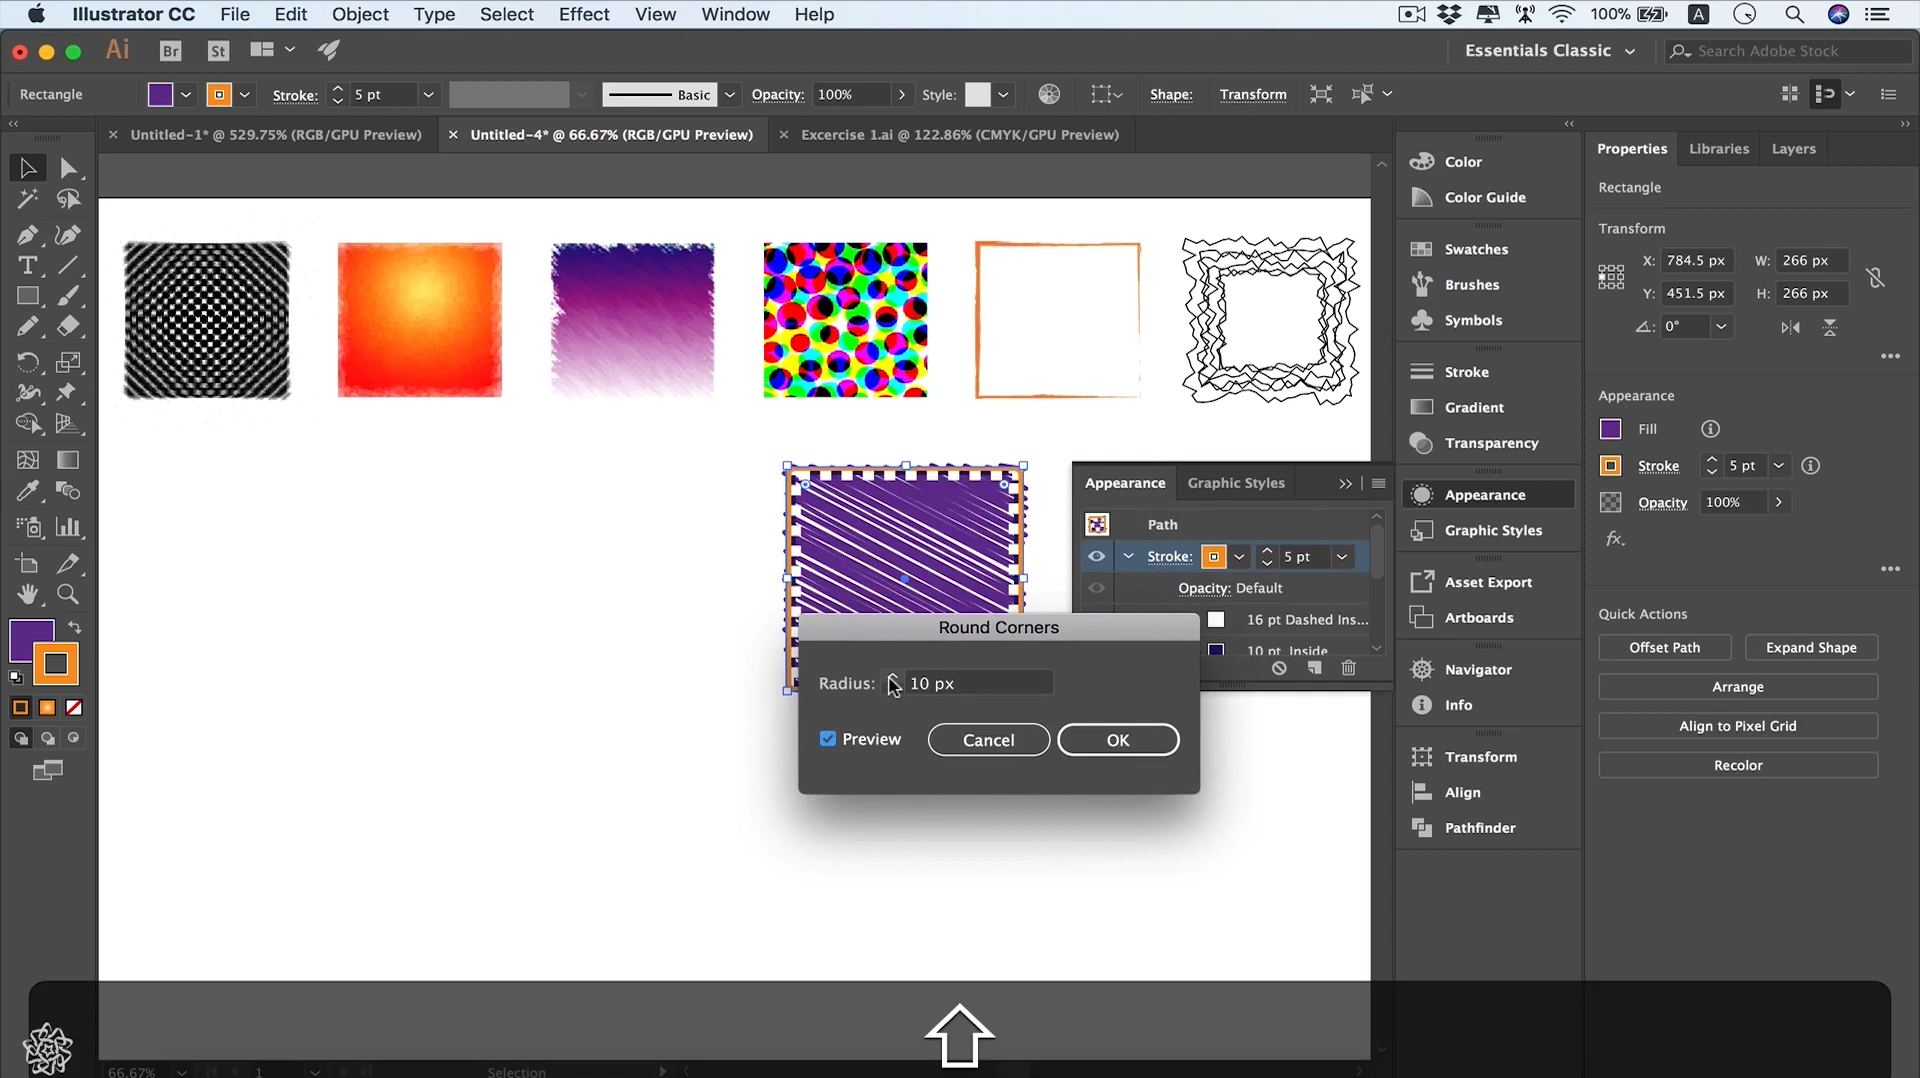 Illustrator CC File Edit Object Type Select Effect View Window Help
100% A
Ai Br St Essentials Classic Search Adobe Stock
Rectangle Stroke: 5 pt Basic Opacity: 100% Style: Shape: Transform
Untitled-1* @ 529.75% (RGB/GPU Preview) Untitled-4* @ 66.67% (RGB/GPU Preview) Excercise 1.ai @ 122.86% (CMYK/GPU Preview)
Color
Color Guide
Swatches
Brushes
Symbols
Stroke
Gradient
Transparency
Appearance
Graphic Styles
Asset Export
Artboards
Navigator
Info
Transform
Align
Pathfinder
Properties Libraries Layers
Rectangle
Transform
X: 784.5 px W: 266 px
Y: 451.5 px H: 266 px
0°
Appearance
Fill
Stroke 5 pt
Opacity 100%
fx.
Quick Actions
Offset Path Expand Shape
Arrange
Align to Pixel Grid
Recolor
Appearance Graphic Styles
Path
Stroke: 5 pt
Opacity: Default
16 pt Dashed Ins...
10 pt Inside
Round Corners
Radius: 10 px
Preview Cancel OK
66.67% 1 Selection